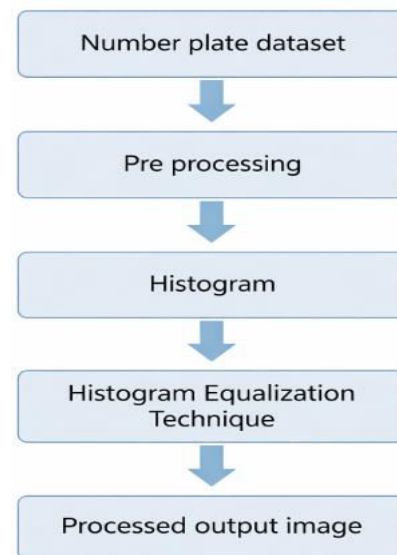 Number plate dataset
Pre processing
Histogram
Histogram Equalization
Technique
Processed output image